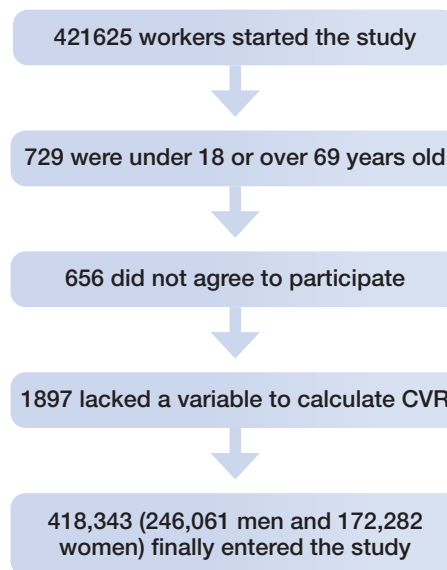 421625 workers started the study
729 were under 18 or over 69 years old
656 did not agree to participate
1897 lacked a variable to calculate CVR
418,343 (246,061 men and 172,282
women) finally entered the study